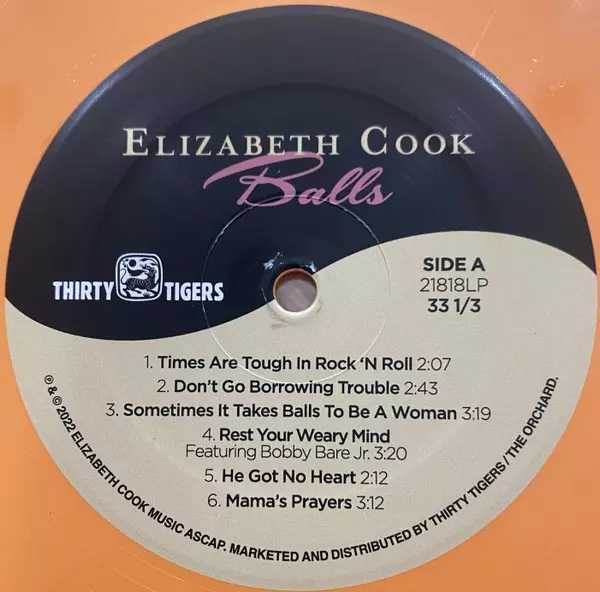 ELIZABETH COOK
Balls
THIRTY TIGERS
SIDE A
21818LP
33 1/3
1. Times Are Tough In Rock 'N Roll 2:07
2. Don't Go Borrowing Trouble 2:43
3. Sometimes It Takes Balls To Be A Woman 3:19
4. Rest Your Weary Mind
Featuring Bobby Bare Jr. 3:20
5. He Got No Heart 2:12
6. Mama's Prayers 3:12
℗ & © 2022 ELIZABETH COOK MUSIC ASCAP. MARKETED AND DISTRIBUTED BY THIRTY TIGERS / THE ORCHARD.